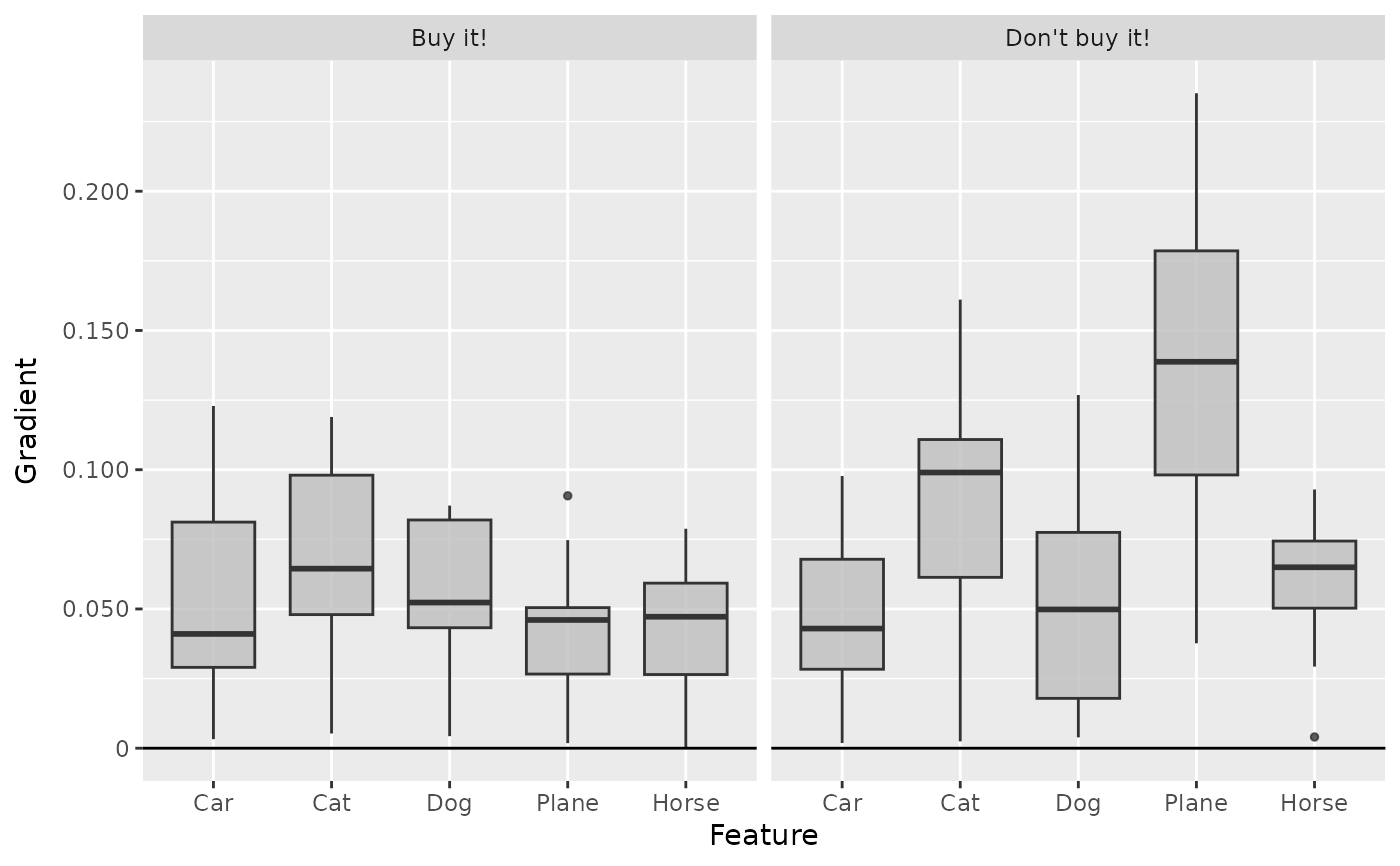 Buy it!
Don't buy it!
Gradient
0.200
0.150
0.100
0.050
0
Car Cat Dog Plane Horse
Car Cat Dog Plane Horse
Feature